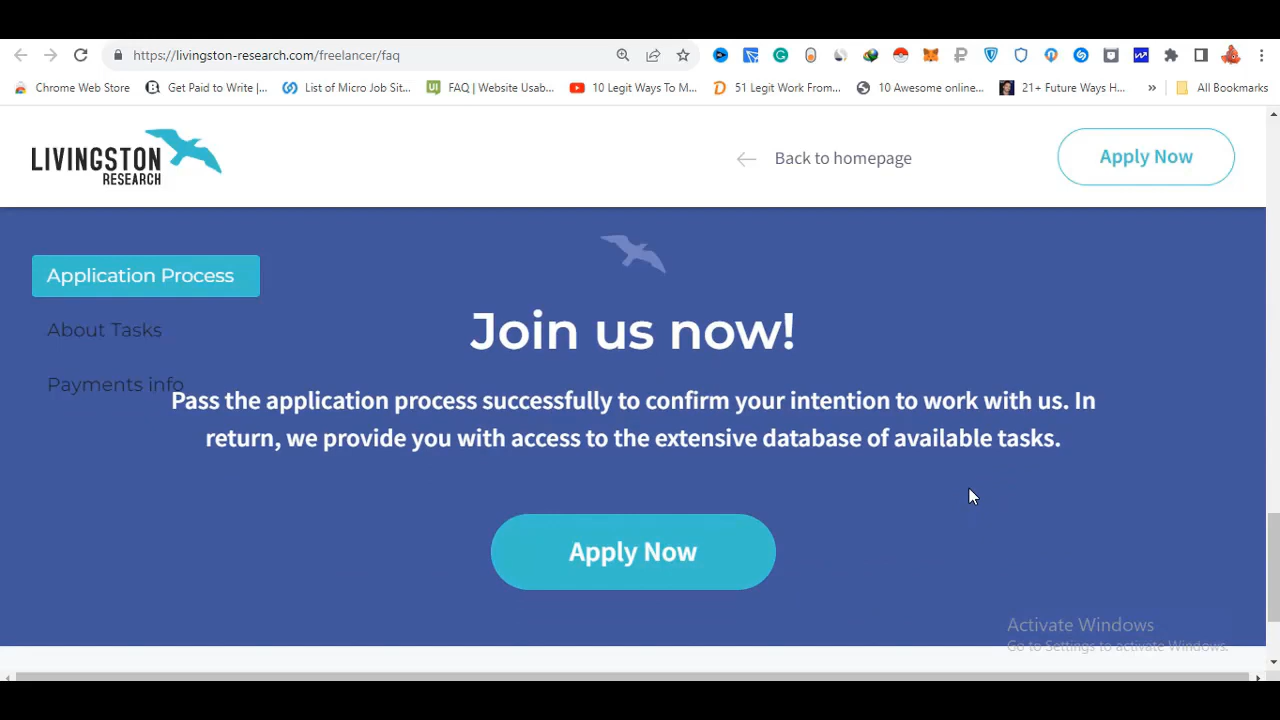 https://livingston-research.com/freelancer/faq
Chrome Web Store
Get Paid to Write |...
List of Micro Job Sit...
FAQ | Website Usab...
10 Legit Ways To M...
51 Legit Work From...
10 Awesome online...
21+ Future Ways H...
»
All Bookmarks
LIVINGSTON
RESEARCH
Back to homepage
Apply Now
Application Process
About Tasks
Payments info
Join us now!
Pass the application process successfully to confirm your intention to work with us. In
return, we provide you with access to the extensive database of available tasks.
Apply Now
Activate Windows
Go to Settings to activate Windows.